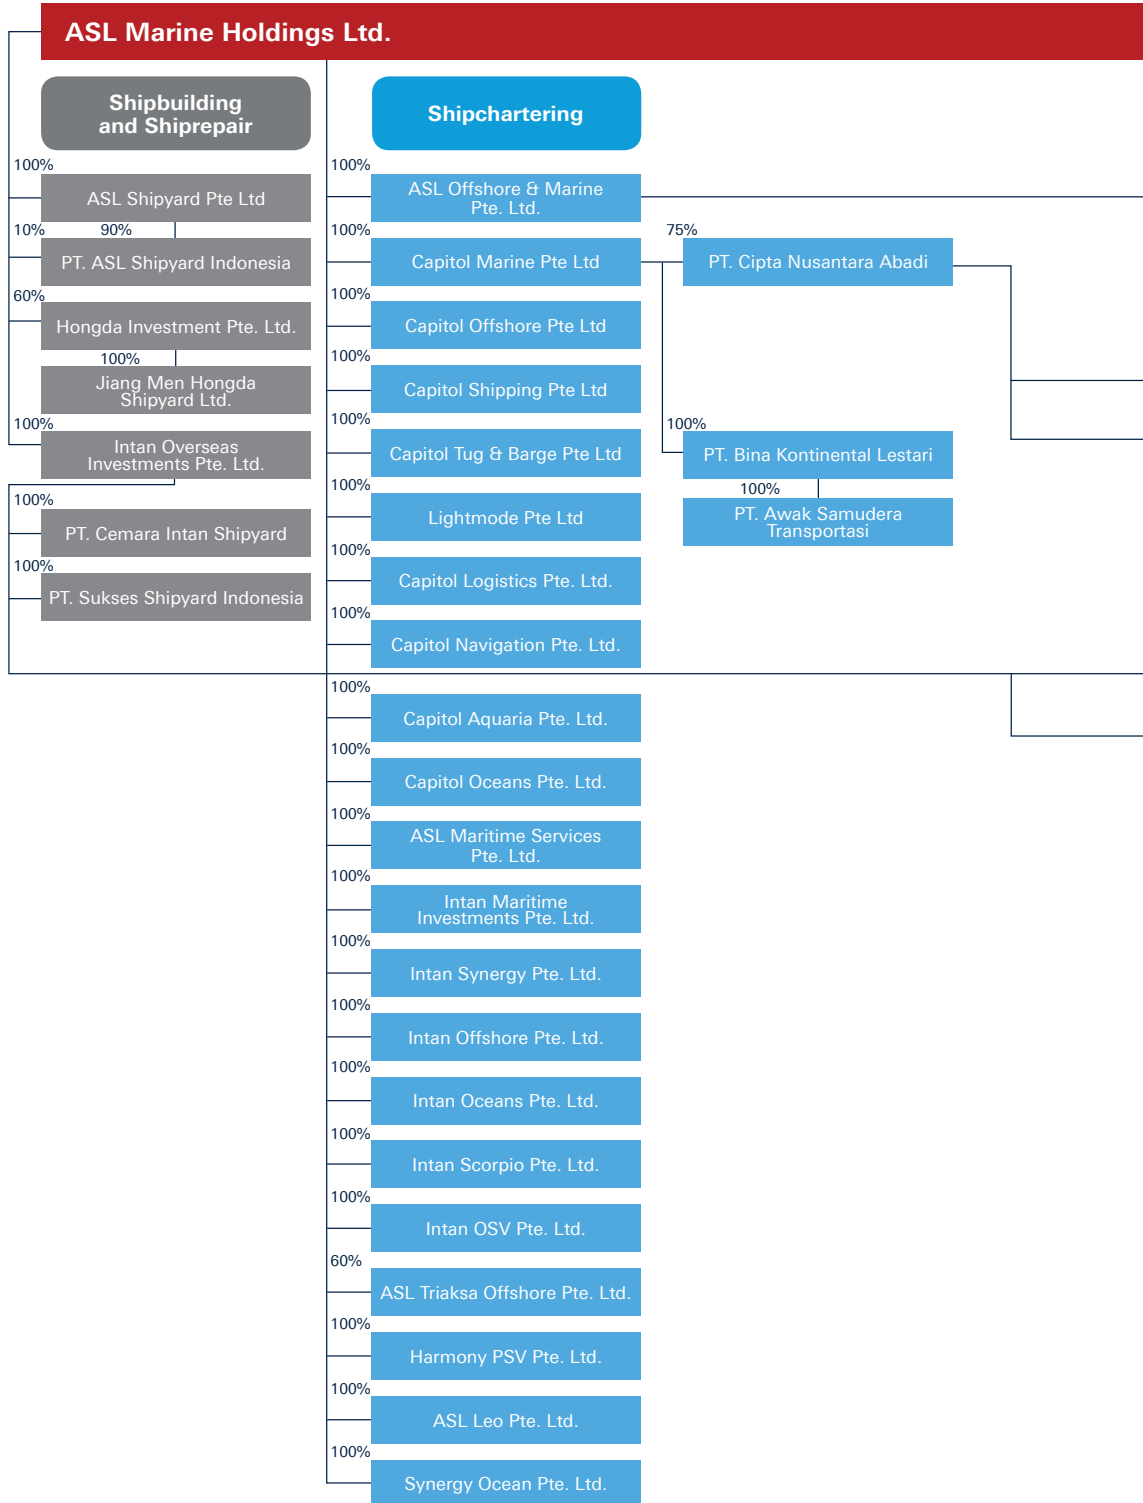 ASL Marine Holdings Ltd.
Shipbuilding
and Shiprepair
100%
ASL Shipyard Pte Ltd
10%
90%
PT. ASL Shipyard Indonesia
60%
Hongda Investment Pte. Ltd.
100%
Jiang Men Hongda
Shipyard Ltd.
100%
Intan Overseas
Investments Pte. Ltd.
100%
PT. Cemara Intan Shipyard
100%
PT. Sukses Shipyard Indonesia
Shipchartering
100%
ASL Offshore & Marine
Pte. Ltd.
100%
Capitol Marine Pte Ltd
75%
PT. Cipta Nusantara Abadi
100%
Capitol Offshore Pte Ltd
100%
Capitol Shipping Pte Ltd
100%
Capitol Tug & Barge Pte Ltd
100%
PT. Bina Kontinental Lestari
100%
PT. Awak Samudera
Transportasi
100%
Lightmode Pte Ltd
100%
Capitol Logistics Pte. Ltd.
100%
Capitol Navigation Pte. Ltd.
100%
Capitol Aquaria Pte. Ltd.
100%
Capitol Oceans Pte. Ltd.
100%
ASL Maritime Services
Pte. Ltd.
100%
Intan Maritime
Investments Pte. Ltd.
100%
Intan Synergy Pte. Ltd.
100%
Intan Offshore Pte. Ltd.
100%
Intan Oceans Pte. Ltd.
100%
Intan Scorpio Pte. Ltd.
100%
Intan OSV Pte. Ltd.
60%
ASL Triaksa Offshore Pte. Ltd.
100%
Harmony PSV Pte. Ltd.
100%
ASL Leo Pte. Ltd.
100%
Synergy Ocean Pte. Ltd.